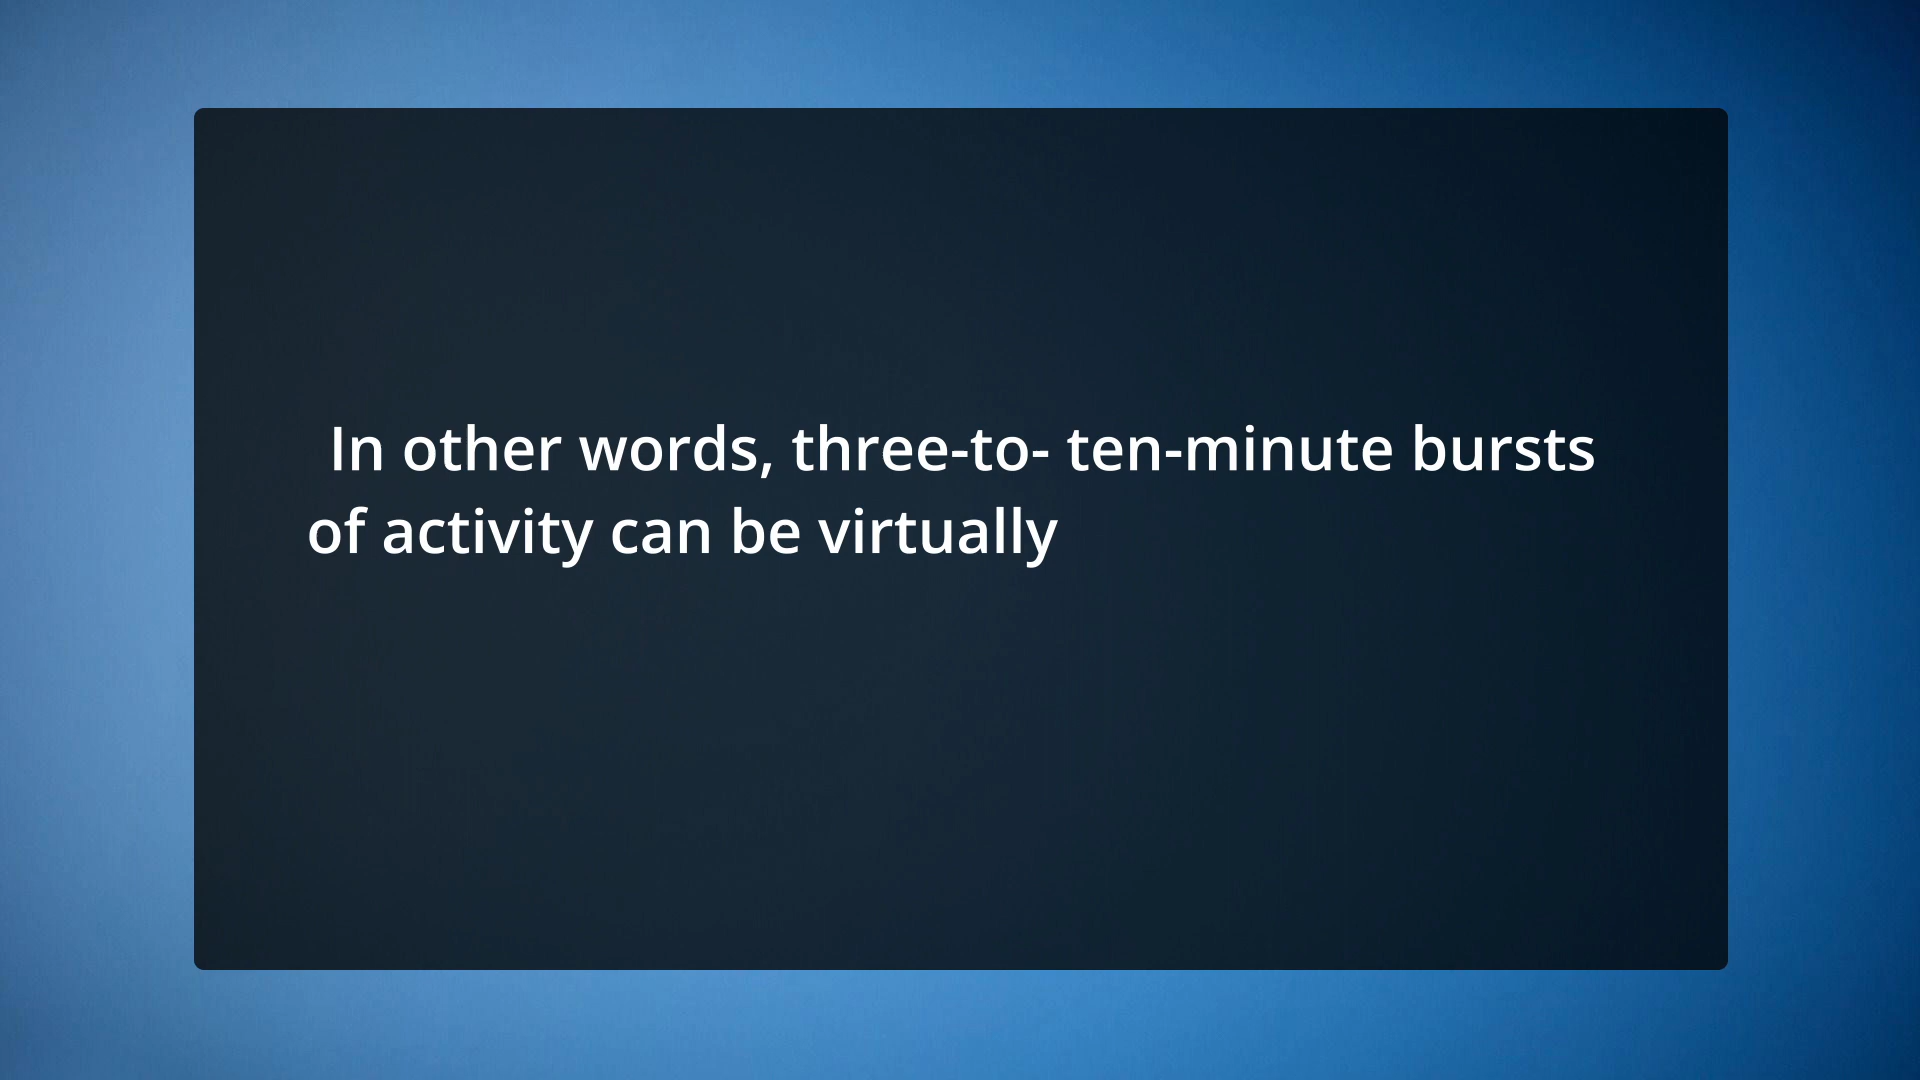 In other words, three-to- ten-minute bursts
of activity can be virtually